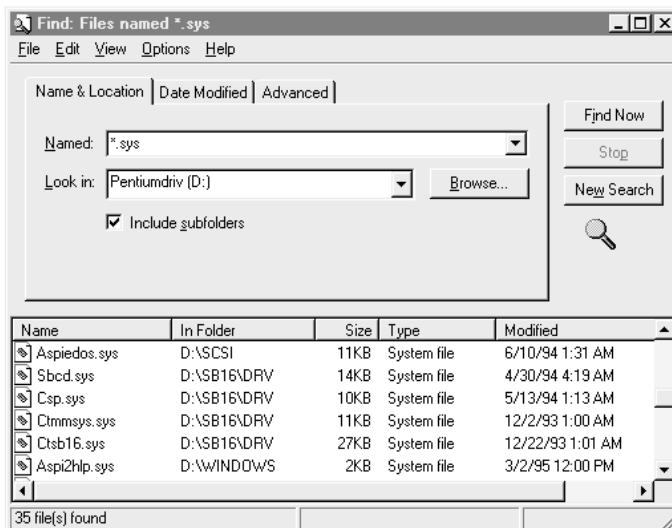 Find: Files named *.sys
File Edit View Options Help
Name & Location Date Modified Advanced
Find Now
Named: *.sys
Stop
Look in: Pentiumdriv (D:) Browse...
New Search
Include subfolders
Name In Folder Size Type Modified
Aspiedos.sys D:\SCSI 11KB System file 6/10/94 1:31 AM
Sbcd.sys D:\SB16\DRV 14KB System file 4/30/94 4:19 AM
Csp.sys D:\SB16\DRV 10KB System file 5/13/94 1:13 AM
Ctmmsys.sys D:\SB16\DRV 11KB System file 12/2/93 1:00 AM
Ctsb16.sys D:\SB16\DRV 27KB System file 12/22/93 1:01 AM
Aspi2hlp.sys D:\WINDOWS 2KB System file 3/2/95 12:00 PM
35 file(s) found